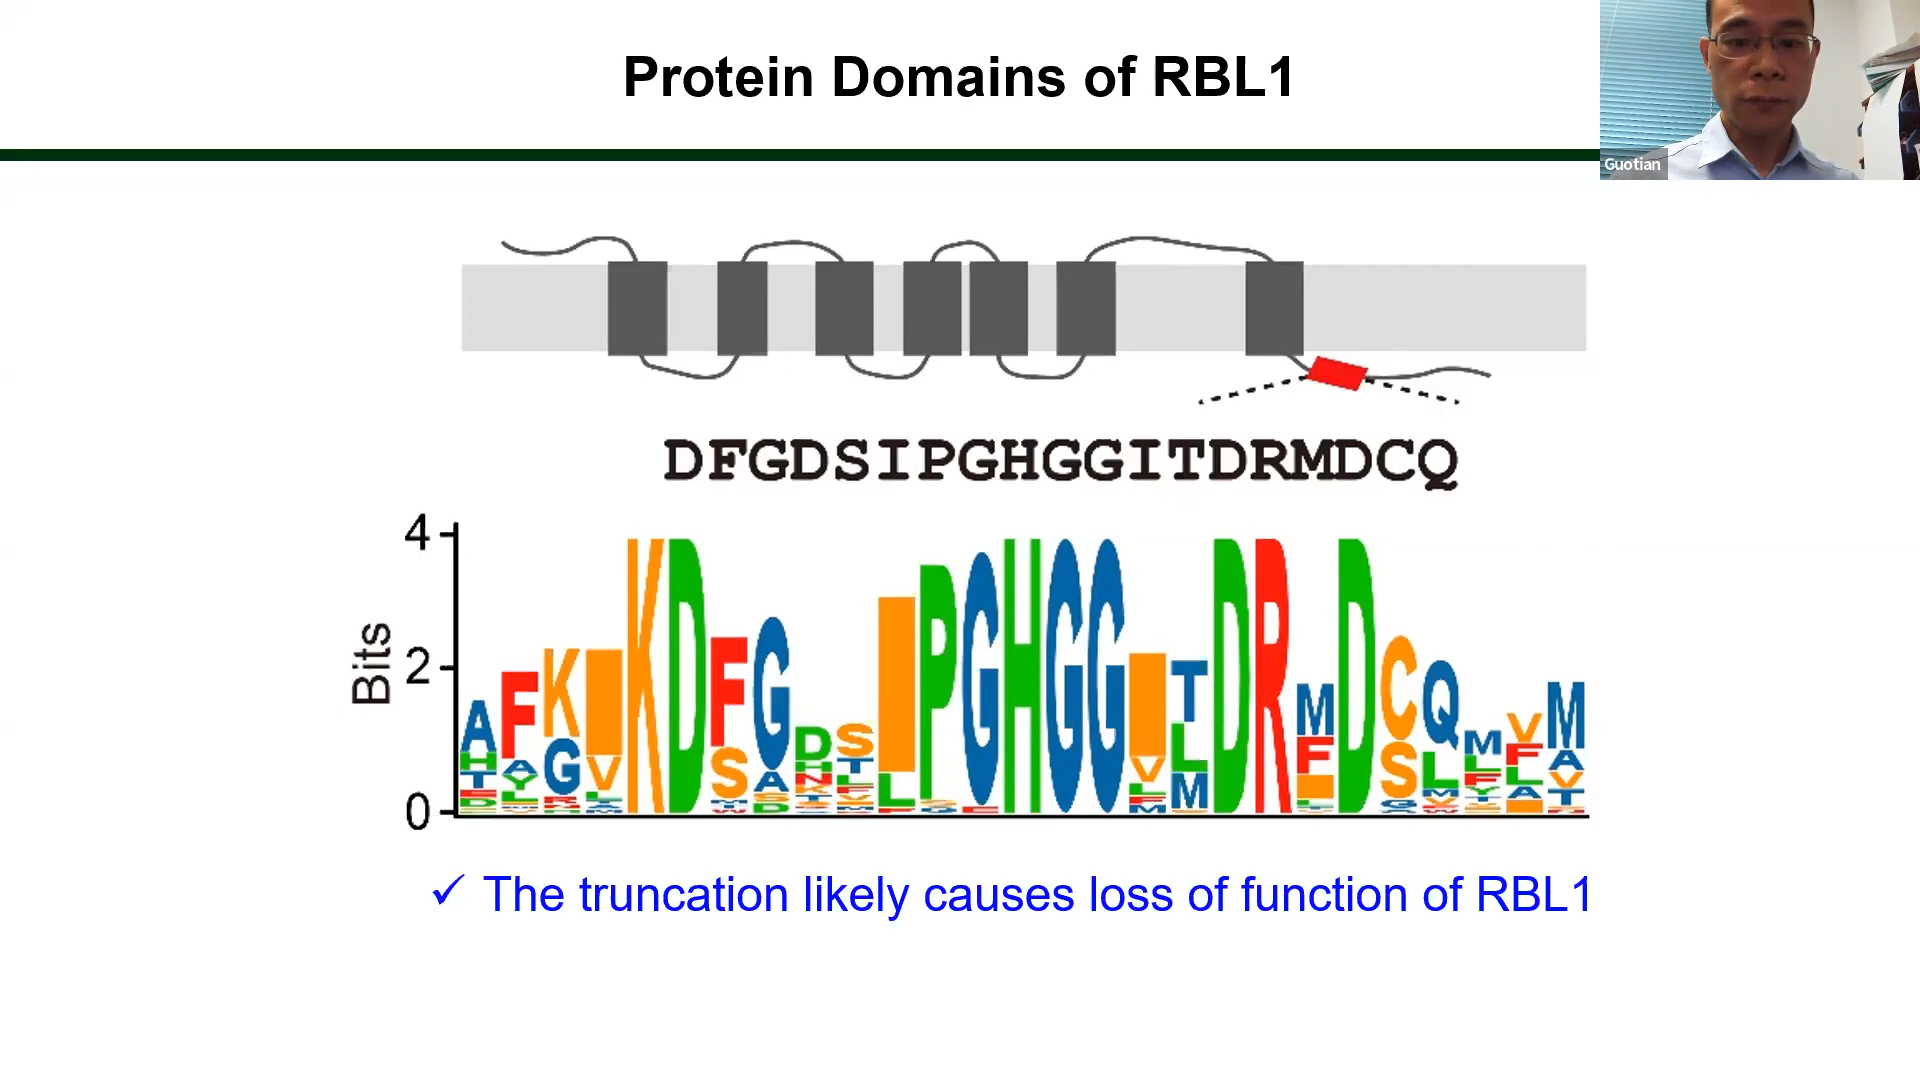 Protein Domains of RBL1
Guotian
DFGDSIPGHGGITDRMDCQ
4
2
0
Bits
AFKIKDFGDSIPGHGGITDRMDCQMVM
✓ The truncation likely causes loss of function of RBL1